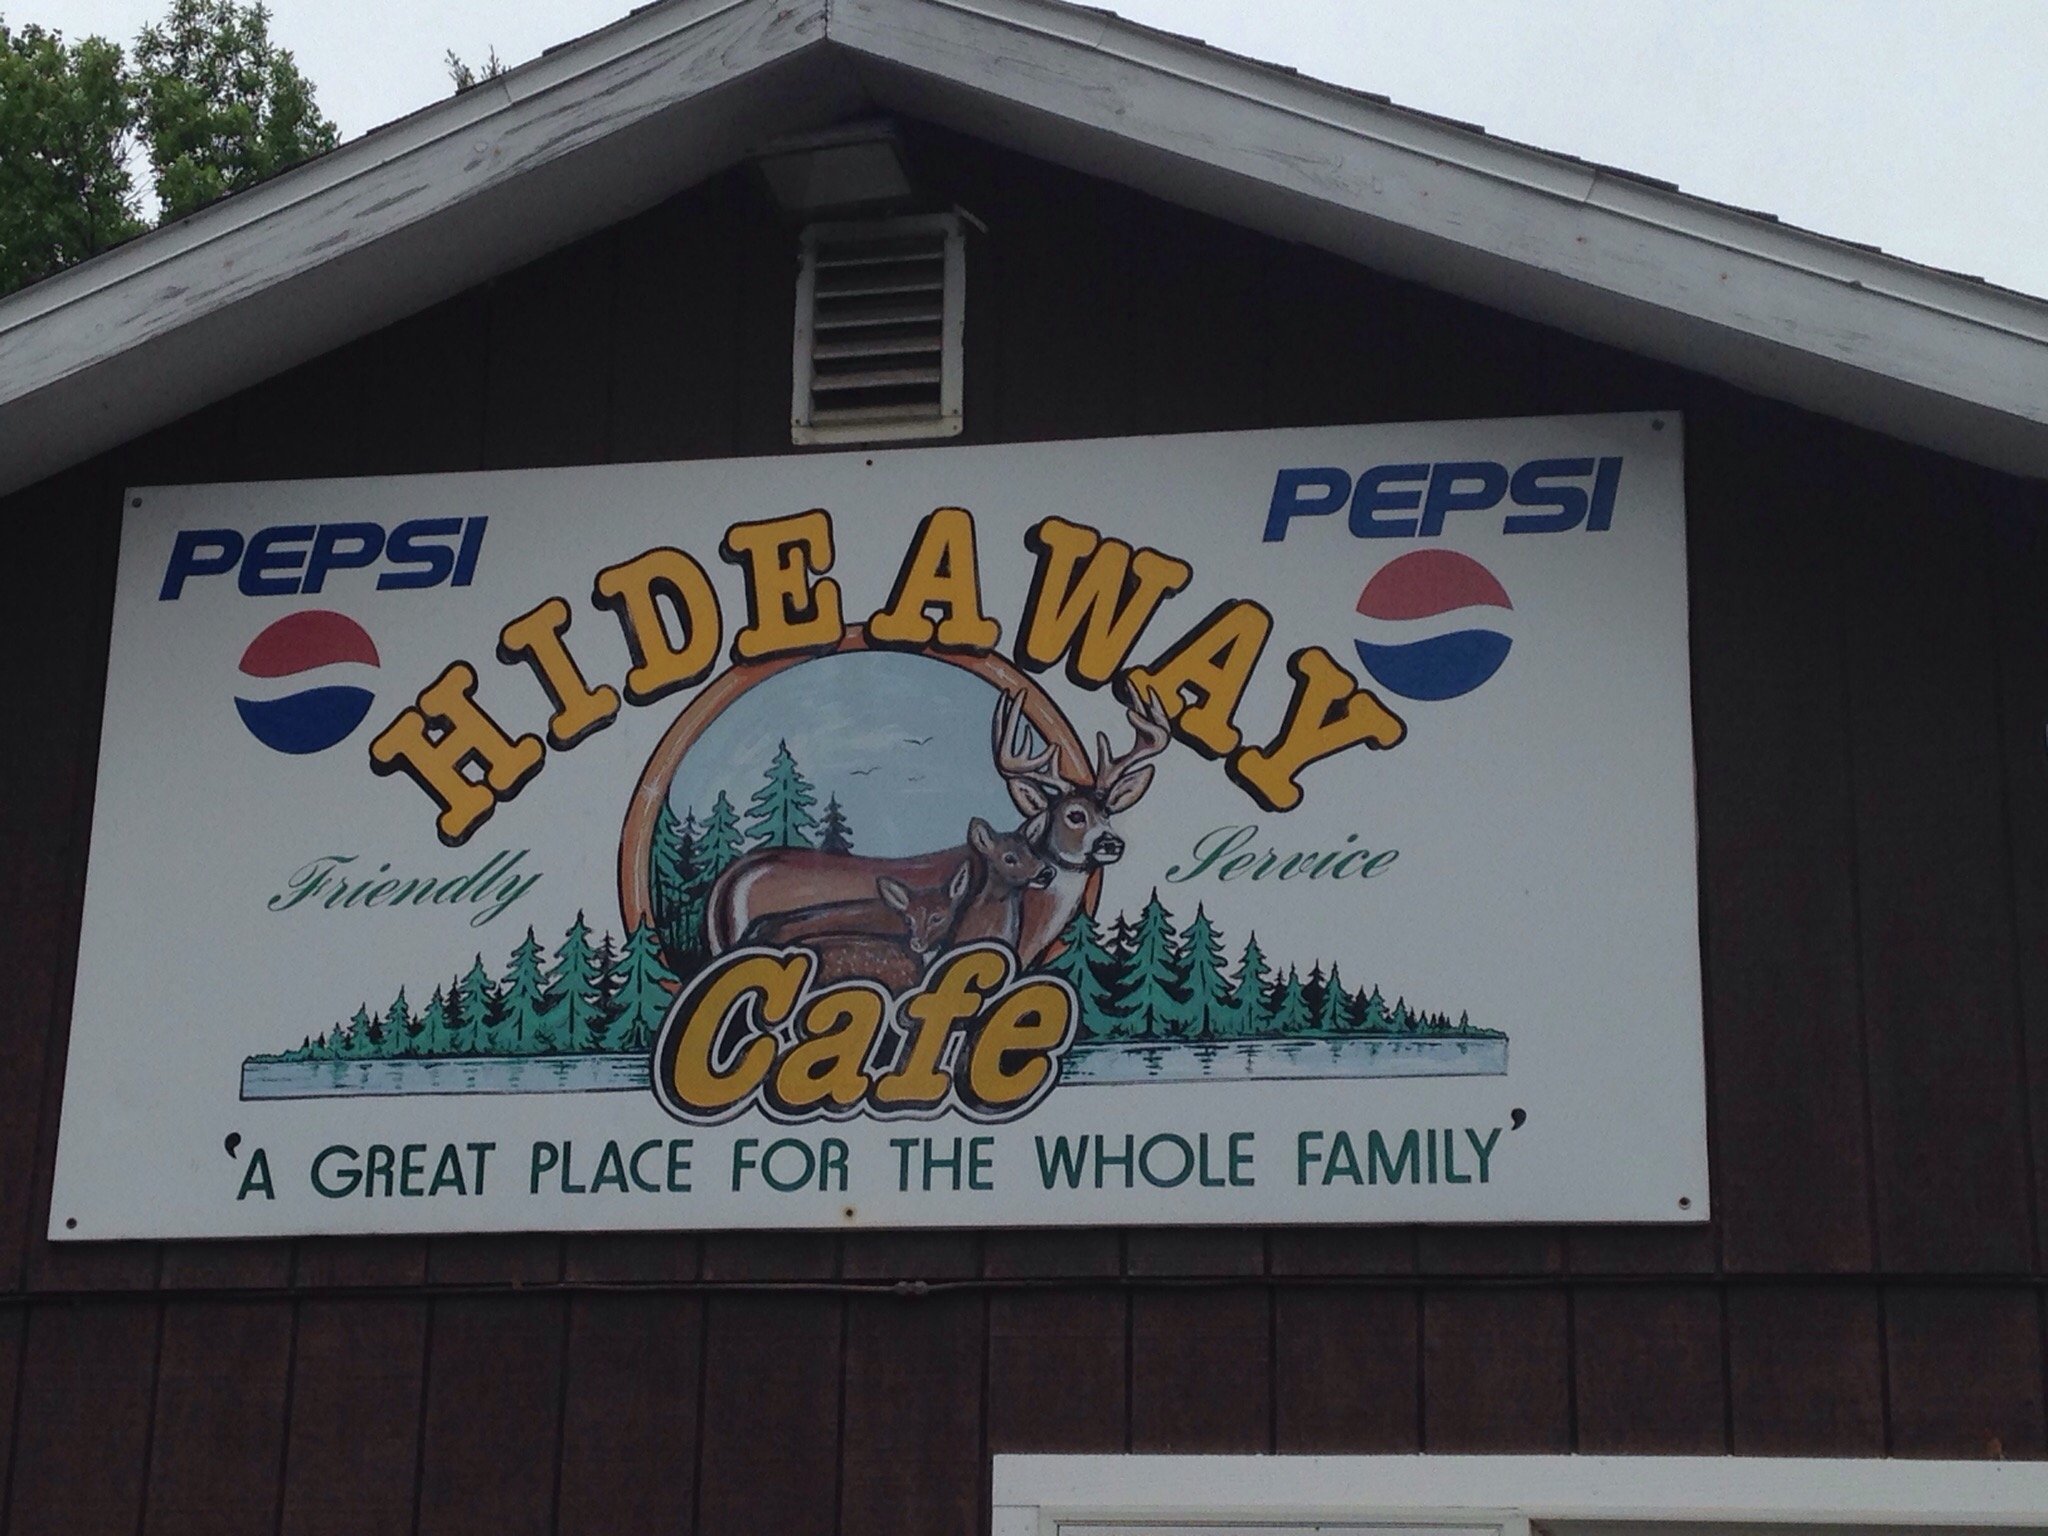 PEPSI
PEPSI
HIDEAWAY
Friendly Service
Cafe
'A GREAT PLACE FOR THE WHOLE FAMILY'